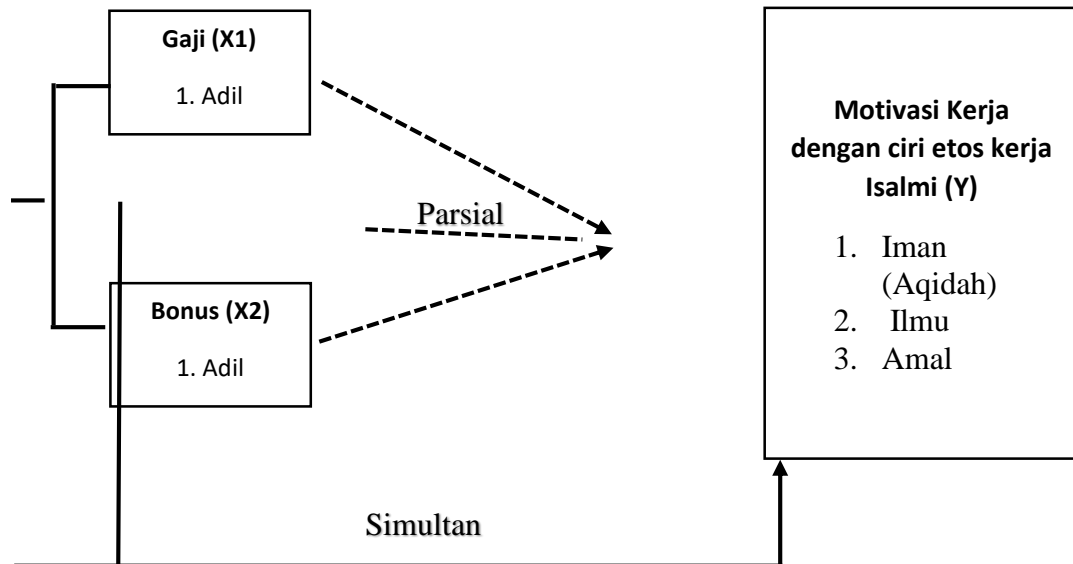 Gaji (X1)
1. Adil
Parsial
Bonus (X2)
1. Adil
Simultan
Motivasi Kerja
dengan ciri etos kerja
Isalmi (Y)
1. Iman
(Aqidah)
2. Ilmu
3. Amal